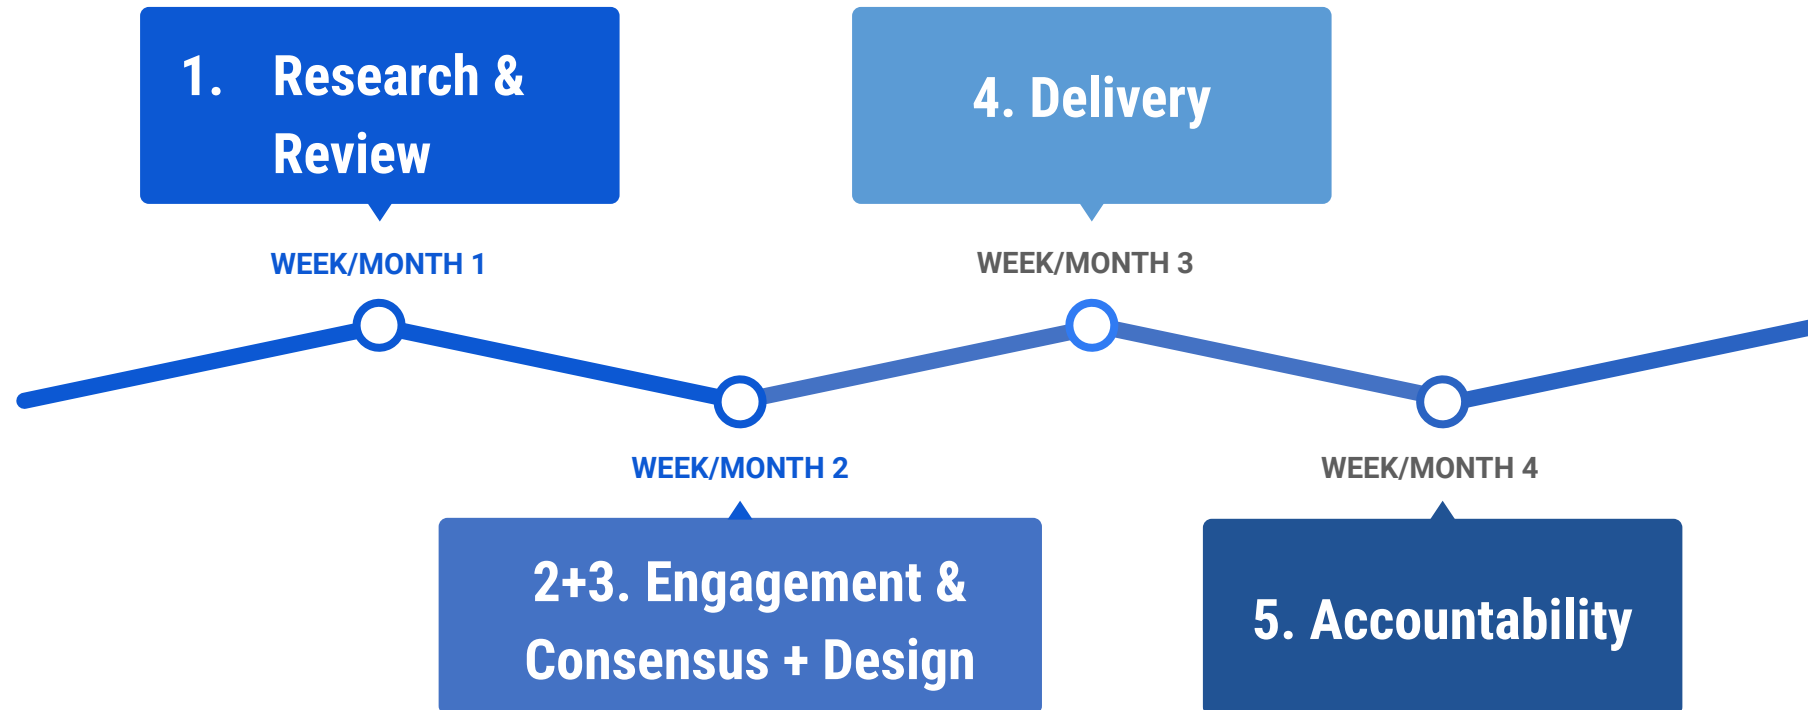 1. Research &
Review
4. Delivery
WEEK/MONTH 1
WEEK/MONTH 3
WEEK/MONTH 2
WEEK/MONTH 4
2+3. Engagement &
Consensus + Design
5. Accountability